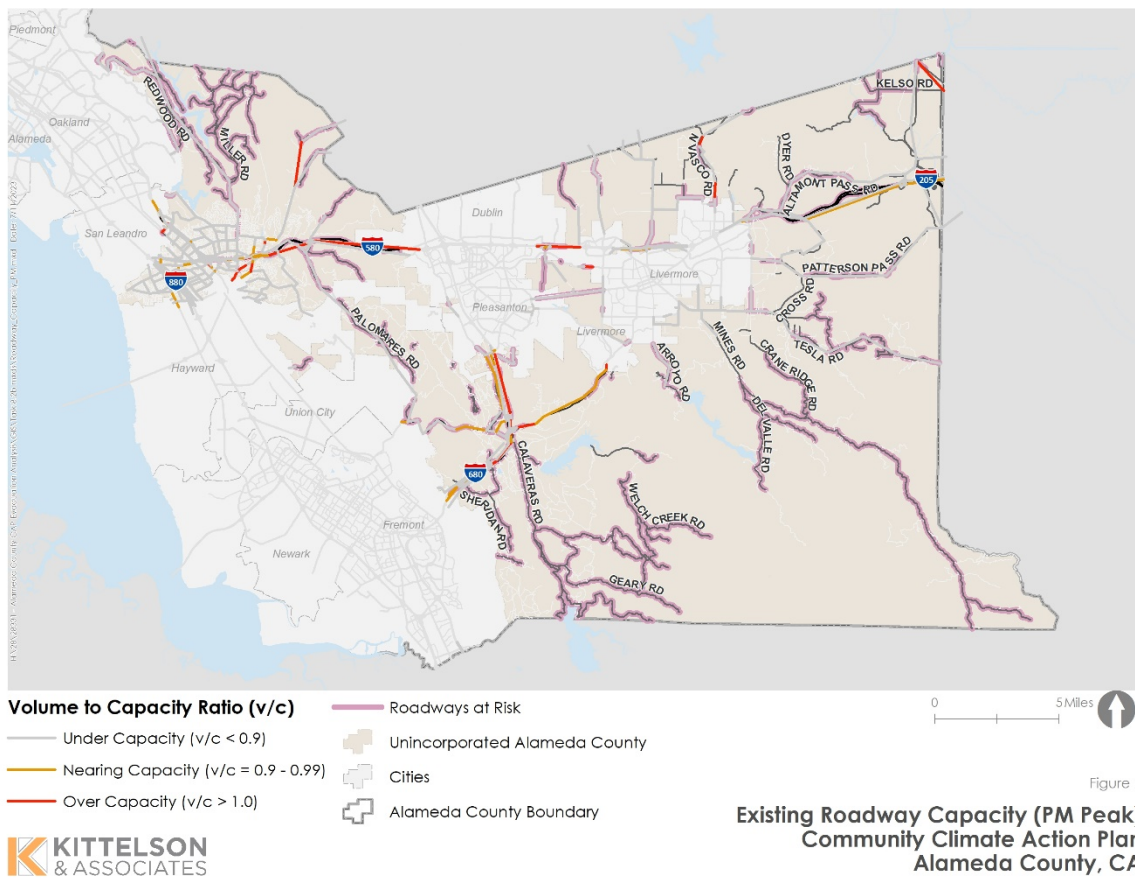 Piedmont
Oakland
Alameda
REDWOOD RD
MILLER RD
San Leandro
880
580
Dublin
N VASCO RD
DYER RD
KELSO RD
ALTAMONT PASS RD
205
Livermore
PATTERSON PASS RD
CROSS RD
TESLA RD
Pleasanton
Livermore
MINES RD
CRANE RIDGE RD
ARROYO RD
DEL VALLE RD
PALOMARES RD
Hayward
Union City
680
CALAVERAS RD
SHERIDAN RD
WELCH CREEK RD
GEARY RD
Fremont
Newark
Volume to Capacity Ratio (v/c)
Under Capacity (v/c < 0.9)
Nearing Capacity (v/c = 0.9 - 0.99)
Over Capacity (v/c > 1.0)
Roadways at Risk
Unincorporated Alameda County
Cities
Alameda County Boundary
0 5 Miles
Figure
Existing Roadway Capacity (PM Peak)
Community Climate Action Plan
Alameda County, CA
KITTELSON
& ASSOCIATES